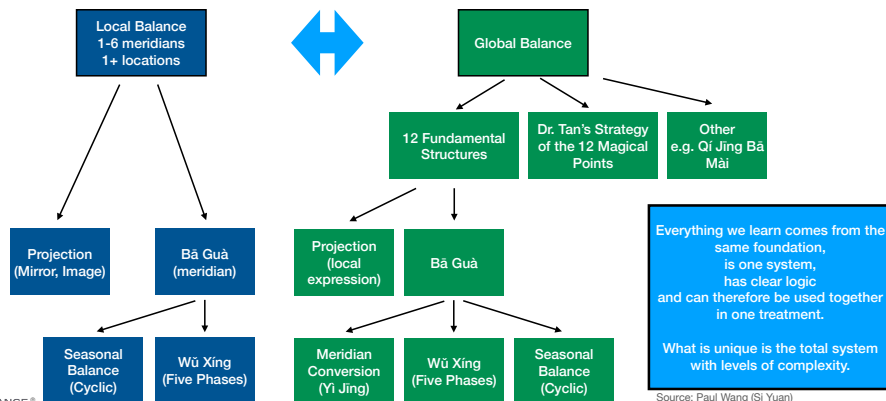 Local Balance
1-6 meridians
1+ locations
Global Balance
12 Fundamental
Structures
Dr. Tan's Strategy
of the 12 Magical
Points
Other
e.g. Qí Jīng Bā
Mài
Projection
(Mirror, Image)
Bā Guà
(meridian)
Projection
(local
expression)
Bā Guà
Everything we learn comes from the
same foundation,
is one system,
has clear logic
and can therefore be used together
in one treatment.
What is unique is the total system
with levels of complexity.
Seasonal
Balance
(Cyclic)
Wŭ Xíng
(Five Phases)
Meridian
Conversion
(Yì Jīng)
Wŭ Xíng
(Five Phases)
Seasonal
Balance
(Cyclic)
ANCE®
Source: Paul Wang (Si Yuan)